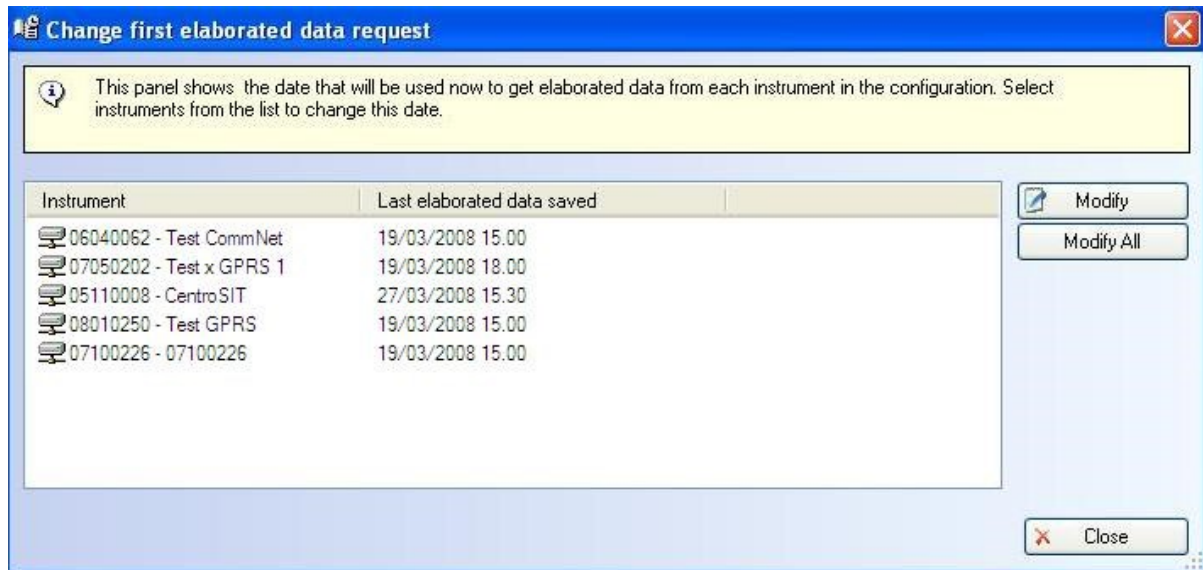 Change first elaborated data request
This panel shows the date that will be used now to get elaborated data from each instrument in the configuration. Select
instruments from the list to change this date.
Instrument Last elaborated data saved
06040062 - Test CommNet 19/03/2008 15.00
07050202 - Test x GPRS 1 19/03/2008 18.00
05110008 - CentroSIT 27/03/2008 15.30
08010250 - Test GPRS 19/03/2008 15.00
07100226 - 07100226 19/03/2008 15.00
Modify
Modify All
Close